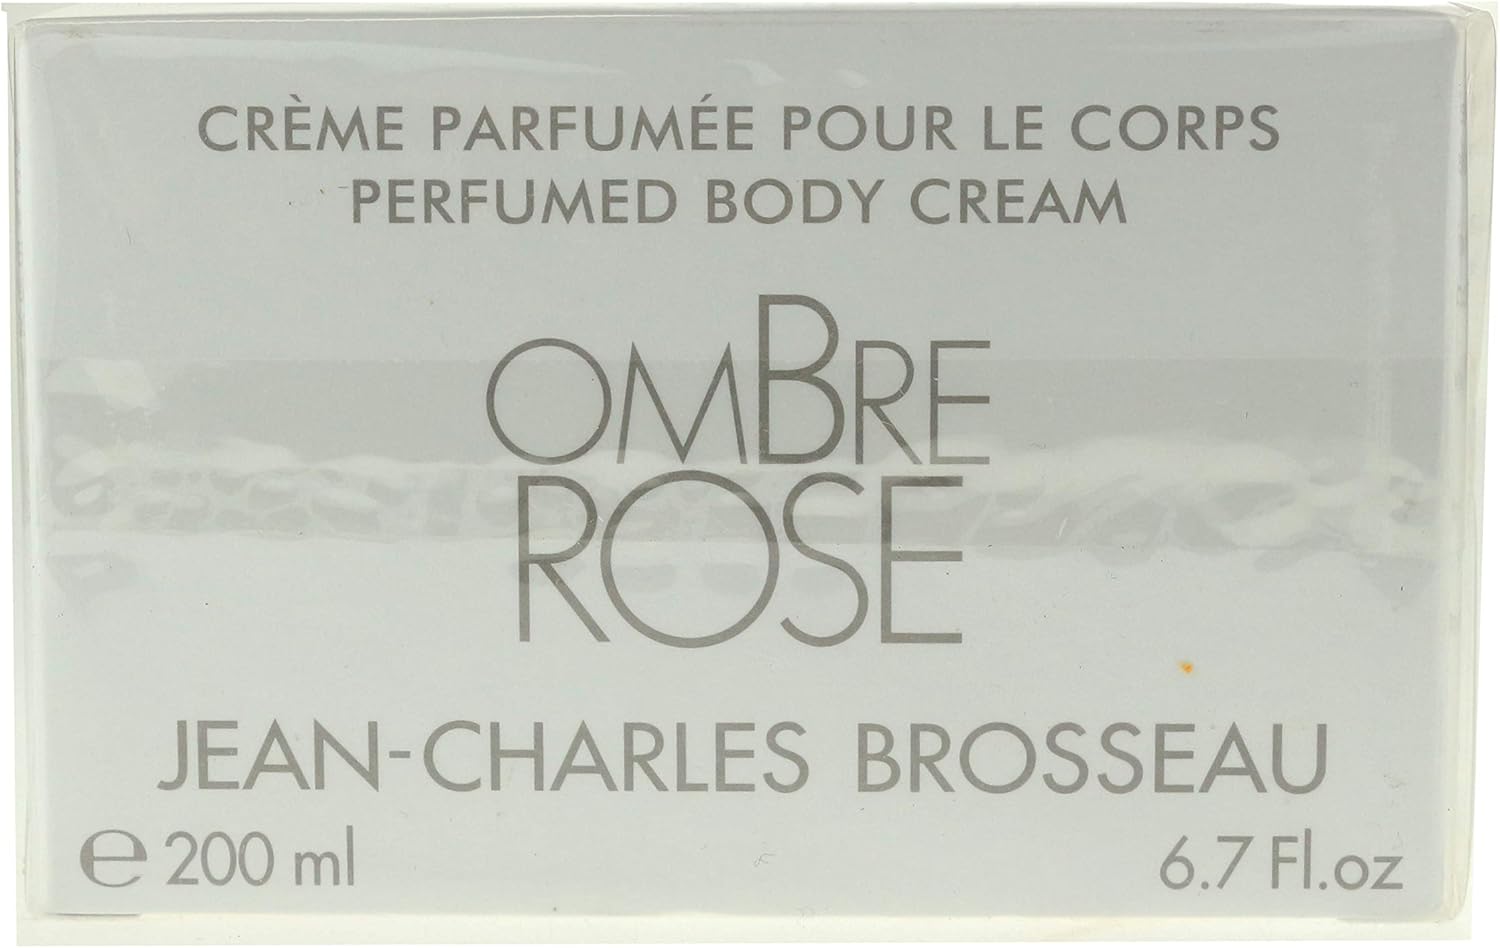 CRÈME PARFUMÉE POUR LE CORPS
PERFUMED BODY CREAM
OMBRE
ROSE
JEAN-CHARLES BROSSEAU
℮ 200 ml
6.7 Fl.oz